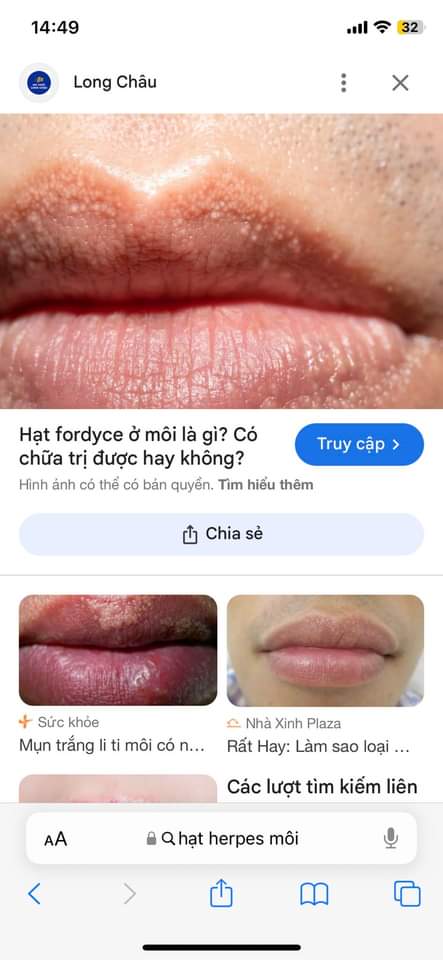 14:49
32
Long Châu
Hạt fordyce ở môi là gì? Có
chữa trị được hay không?
Truy cập
Hình ảnh có thể có bản quyền. Tìm hiểu thêm
Chia sẻ
Sức khỏe
Mụn trắng li ti môi có n...
Nhà Xinh Plaza
Rất Hay: Làm sao loại ...
Các lượt tìm kiếm liên
AA
hạt herpes môi